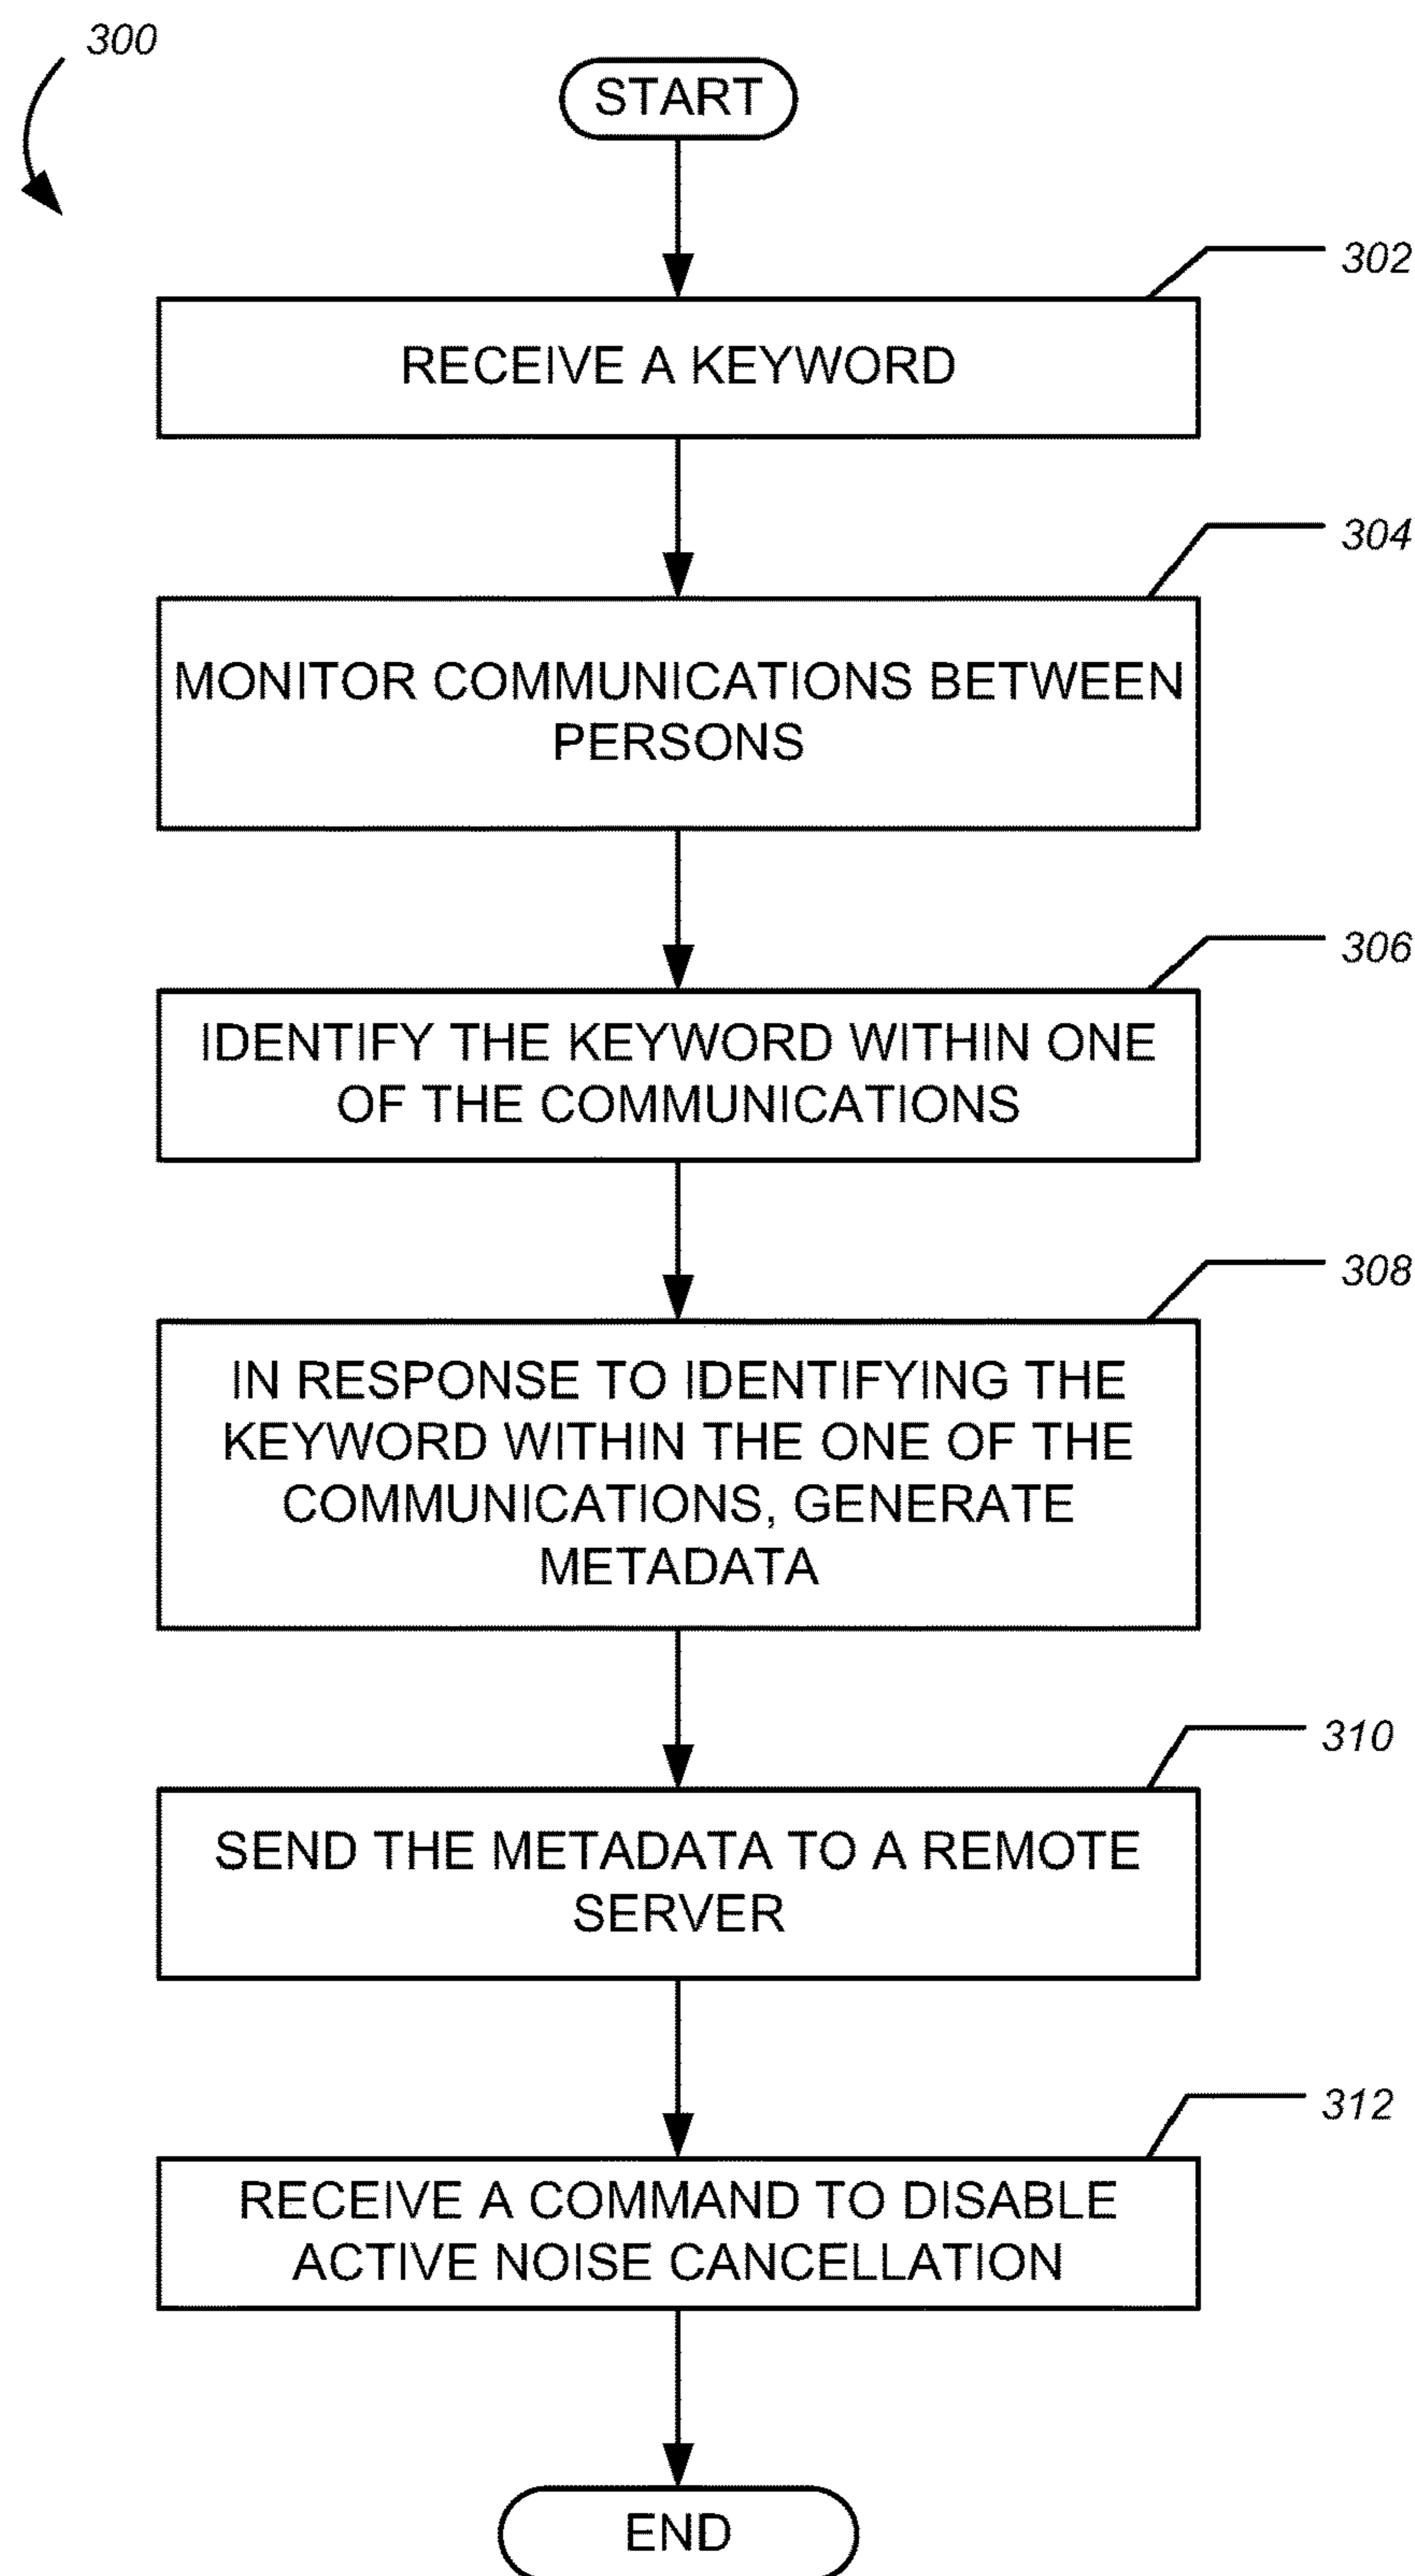 300
START
302
RECEIVE A KEYWORD
304
MONITOR COMMUNICATIONS BETWEEN
PERSONS
306
IDENTIFY THE KEYWORD WITHIN ONE
OF THE COMMUNICATIONS
308
IN RESPONSE TO IDENTIFYING THE
KEYWORD WITHIN THE ONE OF THE
COMMUNICATIONS, GENERATE
METADATA
310
SEND THE METADATA TO A REMOTE
SERVER
312
RECEIVE A COMMAND TO DISABLE
ACTIVE NOISE CANCELLATION
END